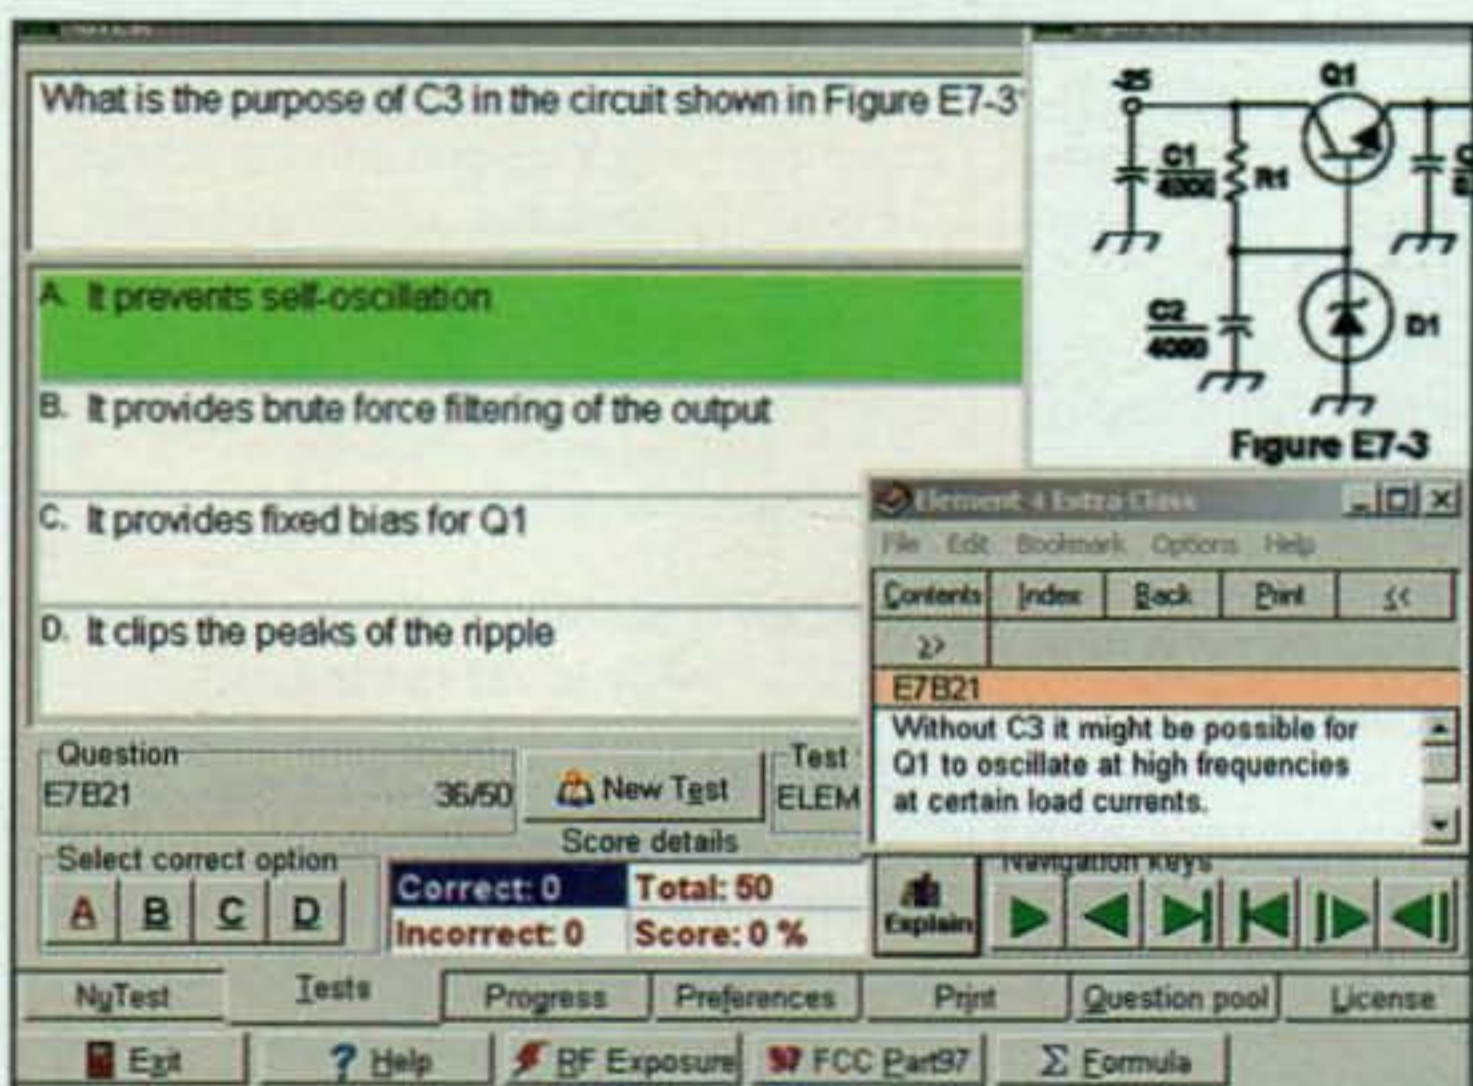 What is the purpose of C3 in the circuit shown in Figure E7-3
A. It prevents self-oscillation
B. It provides brute force filtering of the output
C. It provides fixed bias for Q1
D. It clips the peaks of the ripple
Q1
C1
4000
R1
C2
4000
D1
Figure E7-3
Element 4 Extra Class
File Edit Bookmark Options Help
Contents Index Back Print <<
>>
E7B21
Without C3 it might be possible for
Q1 to oscillate at high frequencies
at certain load currents.
Question
E7B21 36/50
New Test
Test
ELEM
Score details
Select correct option
A B C D
Correct: 0 Total: 50
Incorrect: 0 Score: 0 %
Explain
Navigation keys
NyTest Tests Progress Preferences Print Question pool License
Exit Help RF Exposure 97 FCC Part97 Σ Formula